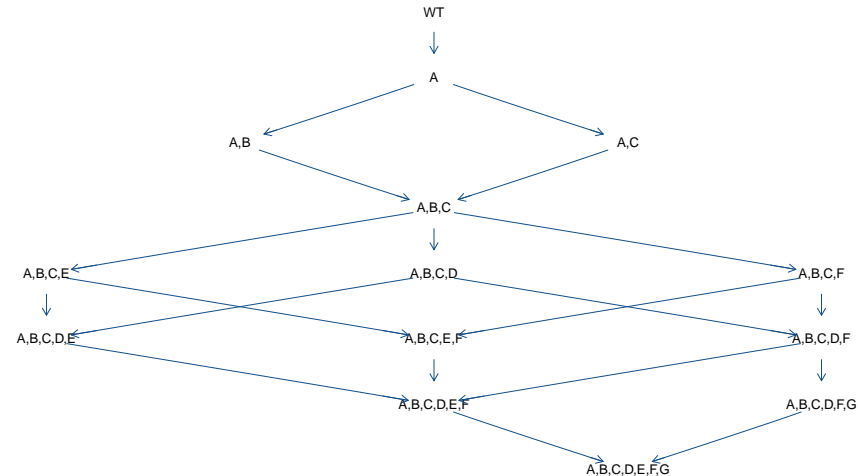 WT
A
A,B
A,C
A,B,C
A,B,C,E
A,B,C,D
A,B,C,F
A,B,C,D,E
A,B,C,E,F
A,B,C,D,F
A,B,C,D,E,F
A,B,C,D,F,G
A,B,C,D,E,F,G